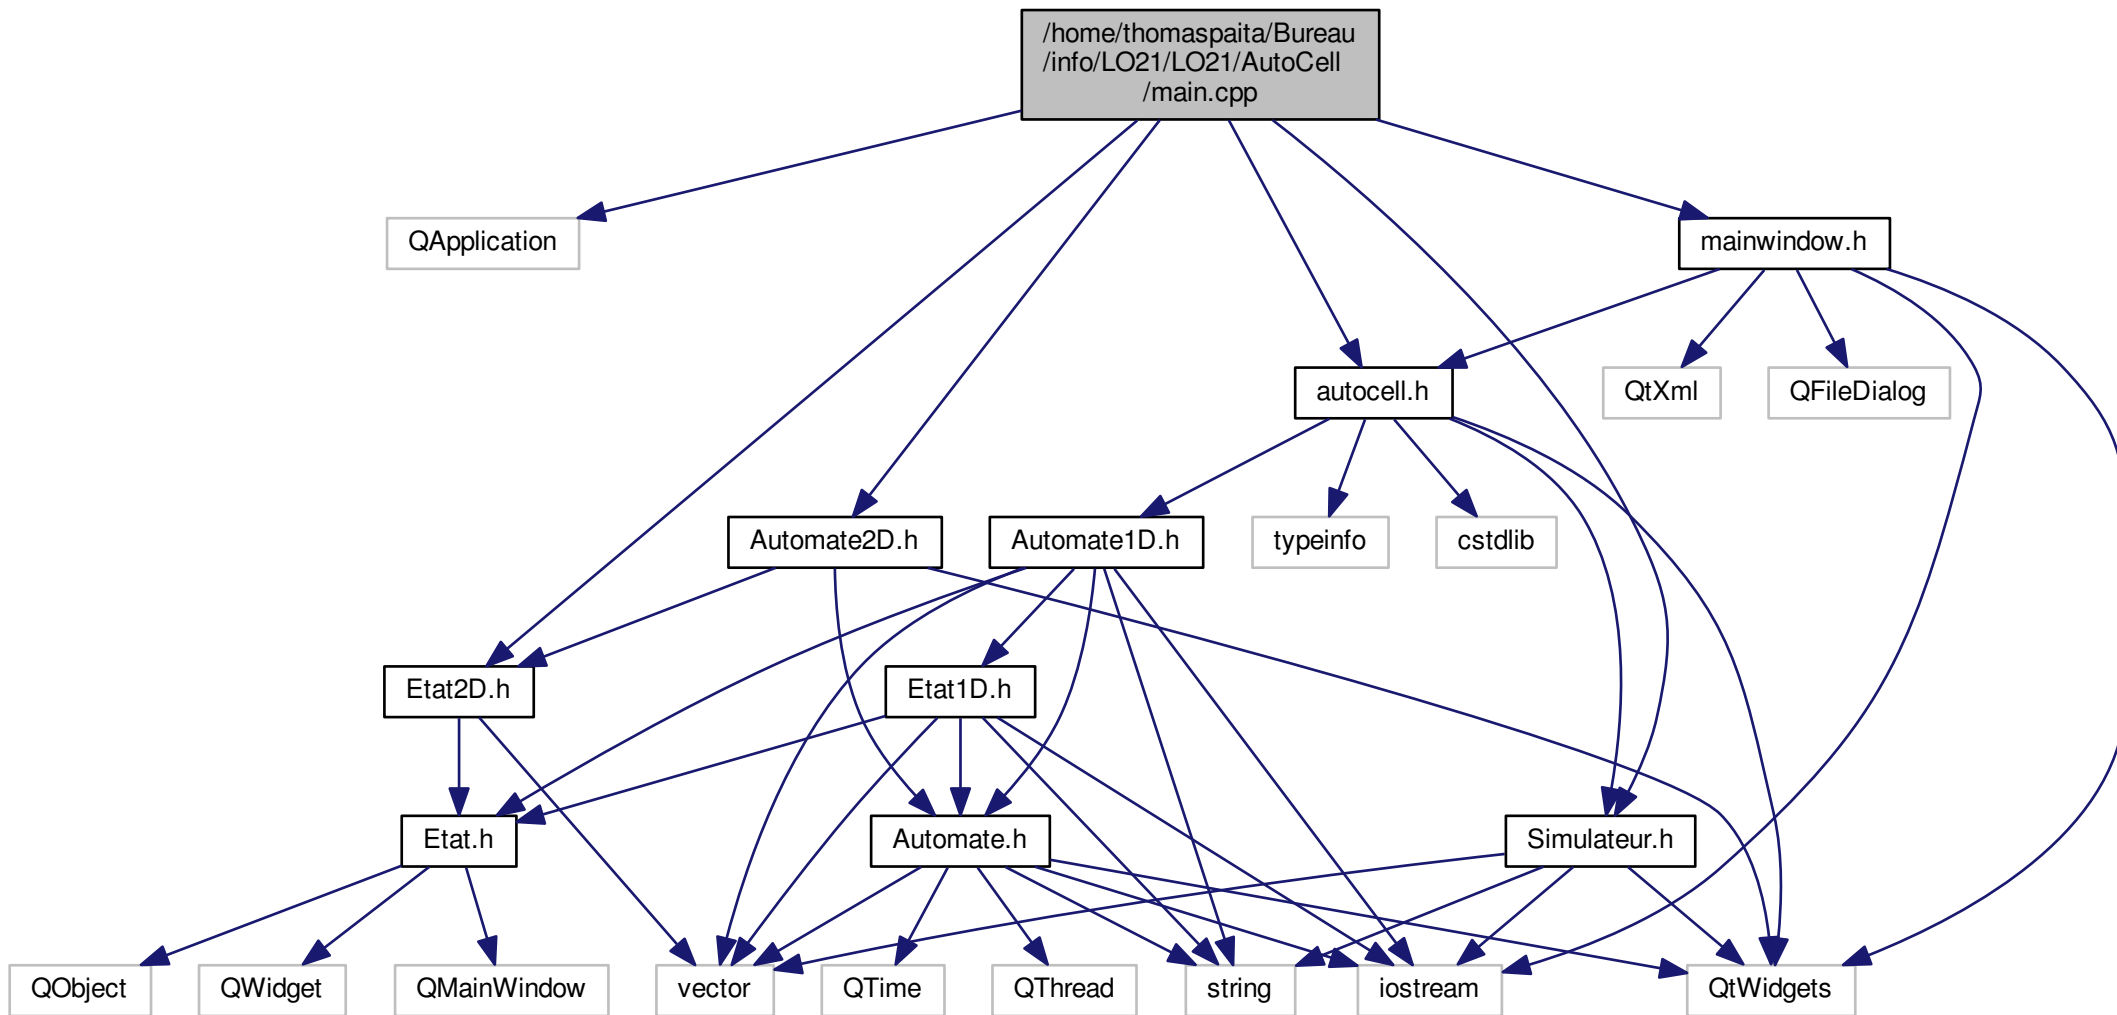 /home/thomaspaita/Bureau
/info/LO21/LO21/AutoCell
/main.cpp
QApplication
mainwindow.h
autocell.h
QtXml
QFileDialog
Automate2D.h
Automate1D.h
typeinfo
cstdlib
Etat2D.h
Etat1D.h
Etat.h
Automate.h
Simulateur.h
QObject
QWidget
QMainWindow
vector
QTime
QThread
string
iostream
QtWidgets